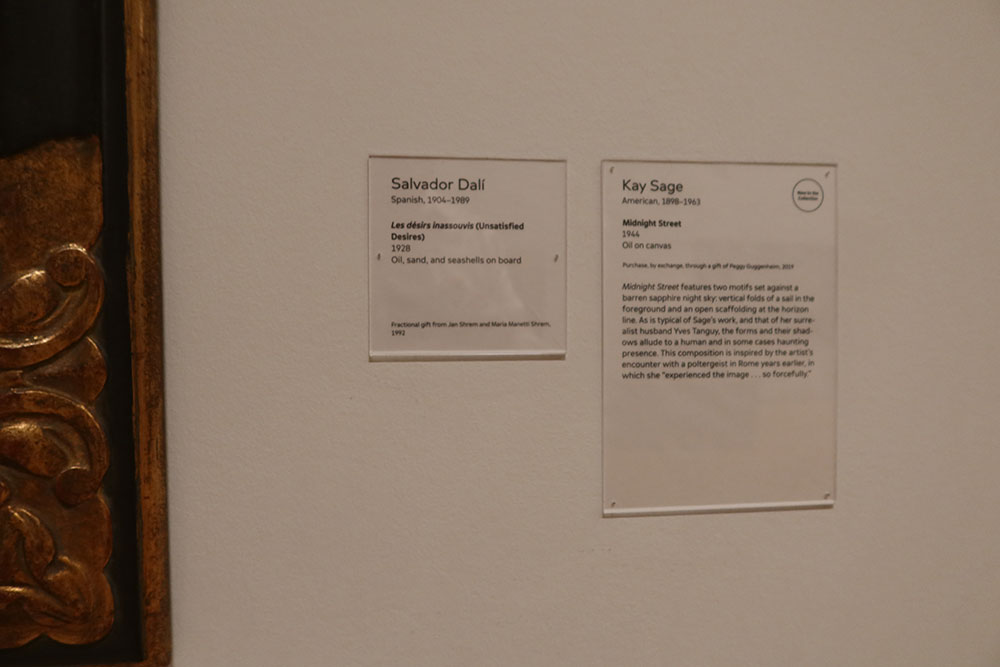 Salvador Dalí
Spanish, 1904–1989
Les désirs inassouvis (Unsatisfied
Desires)
1928
Oil, sand, and seashells on board
Fractional gift from Jan Shrem and Maria Manetti Shrem,
1992
Kay Sage
American, 1898–1963
New to the
Collection
Midnight Street
1944
Oil on canvas
Purchase, by exchange, through a gift of Peggy Guggenheim, 2019
Midnight Street features two motifs set against a
barren sapphire night sky: vertical folds of a sail in the
foreground and an open scaffolding at the horizon
line. As is typical of Sage's work, and that of her surre-
alist husband Yves Tanguy, the forms and their shad-
ows allude to a human and in some cases haunting
presence. This composition is inspired by the artist's
encounter with a poltergeist in Rome years earlier, in
which she "experienced the image . . . so forcefully."